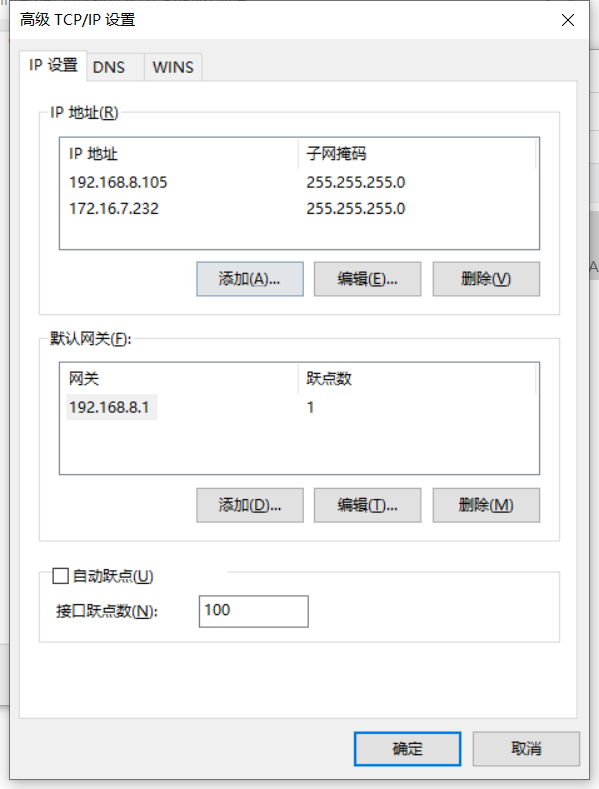 高级 TCP/IP 设置
IP 设置 DNS WINS
IP 地址(R)
IP 地址 子网掩码
192.168.8.105 255.255.255.0
172.16.7.232 255.255.255.0
添加(A)... 编辑(E)... 删除(V)
默认网关(F):
网关 跃点数
192.168.8.1 1
添加(D)... 编辑(T)... 删除(M)
自动跃点(U)
接口跃点数(N): 100
确定 取消